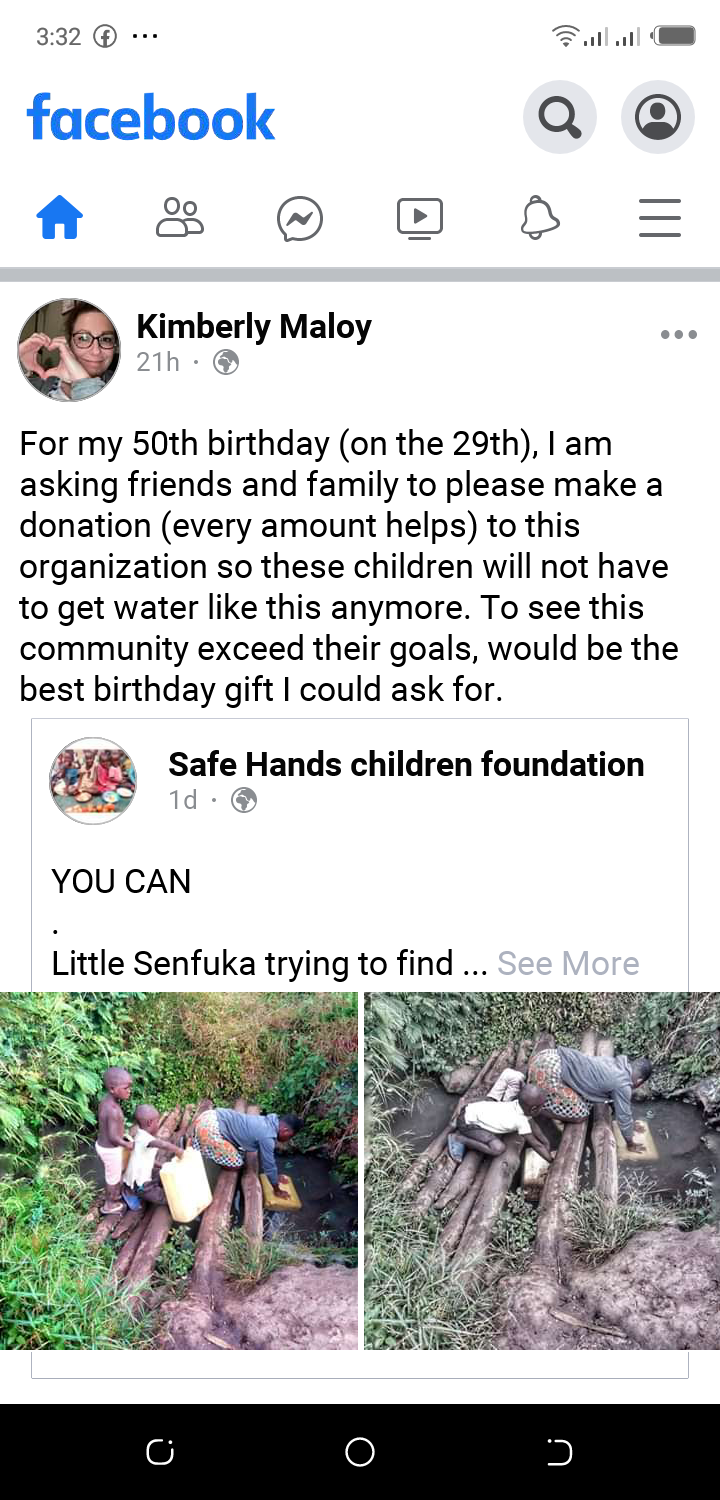 3:32
facebook
Kimberly Maloy
21h ·
For my 50th birthday (on the 29th), I am
asking friends and family to please make a
donation (every amount helps) to this
organization so these children will not have
to get water like this anymore. To see this
community exceed their goals, would be the
best birthday gift I could ask for.
Safe Hands children foundation
1d ·
YOU CAN
.
Little Senfuka trying to find ... See More